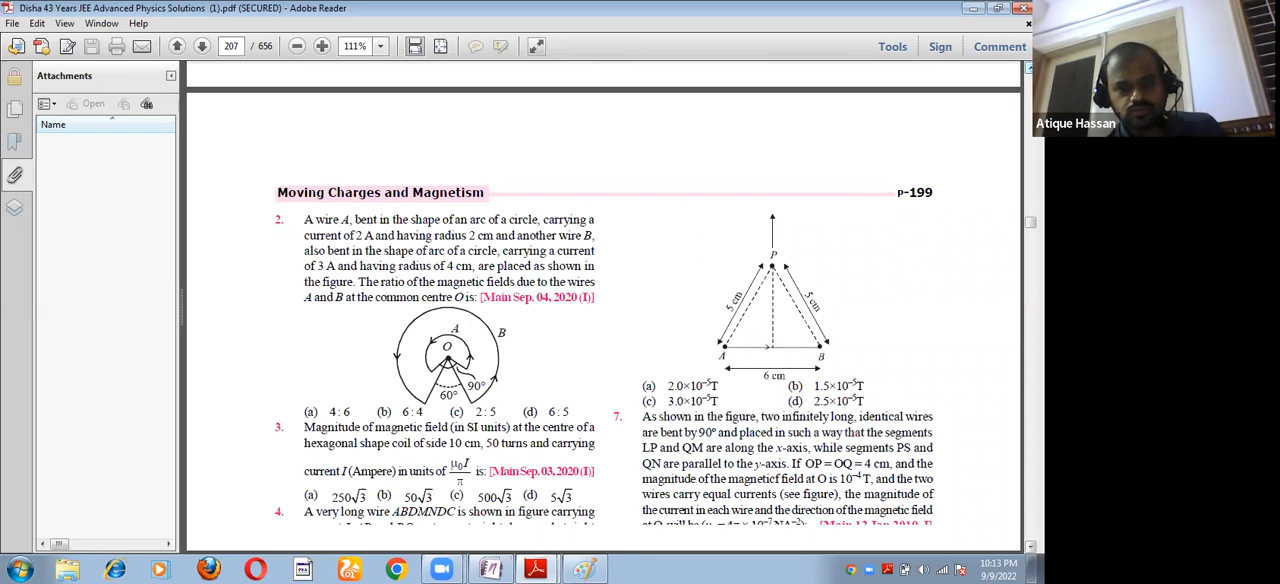 Disha 43 Years JEE Advanced Physics Solutions (1).pdf (SECURED) - Adobe Reader
File Edit View Window Help
207 / 656 111% Tools Sign Comment
Attachments
Open
Name
Atique Hassan
Moving Charges and Magnetism
P-199
2. A wire A, bent in the shape of an arc of a circle, carrying a
current of 2 A and having radius 2 cm and another wire B,
also bent in the shape of arc of a circle, carrying a current
of 3 A and having radius of 4 cm, are placed as shown in
the figure. The ratio of the magnetic fields due to the wires
A and B at the common centre O is: [Main Sep. 04, 2020 (I)]
A
B
O
90°
60°
(a) 4 : 6 (b) 6 : 4 (c) 2 : 5 (d) 6 : 5
3. Magnitude of magnetic field (in SI units) at the centre of a
hexagonal shape coil of side 10 cm, 50 turns and carrying
current I (Ampere) in units of μ₀I/π is: [Main Sep. 03, 2020 (I)]
(a) 250√3 (b) 50√3 (c) 500√3 (d) 5√3
4. A very long wire ABDMNDC is shown in figure carrying
P
5 cm
5 cm
A
B
6 cm
(a) 2.0×10⁻⁵T (b) 1.5×10⁻⁵T
(c) 3.0×10⁻⁵T (d) 2.5×10⁻⁵T
7. As shown in the figure, two infinitely long, identical wires
are bent by 90° and placed in such a way that the segments
LP and QM are along the x-axis, while segments PS and
QN are parallel to the y-axis. If OP = OQ = 4 cm, and the
magnitude of the magneticf field at O is 10⁻⁴ T, and the two
wires carry equal currents (see figure), the magnitude of
the current in each wire and the direction of the magnetic field
10:13 PM
9/9/2022